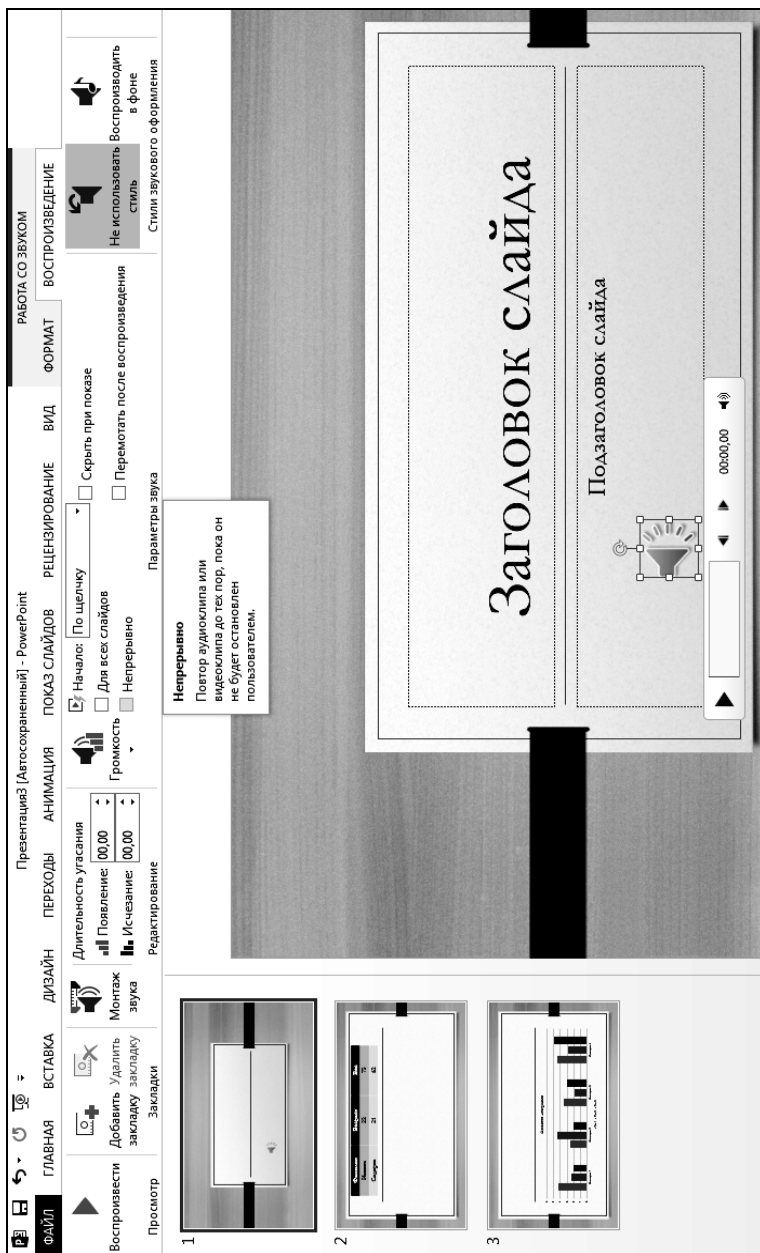 Презентация3 [Автосохраненный] - PowerPoint
РАБОТА СО ЗВУКОМ
ФАЙЛ
ГЛАВНАЯ
ВСТАВКА
ДИЗАЙН
ПЕРЕХОДЫ
АНИМАЦИЯ
ПОКАЗ СЛАЙДОВ
РЕЦЕНЗИРОВАНИЕ
ВИД
ФОРМАТ
ВОСПРОИЗВЕДЕНИЕ
Воспроизвести
Просмотр
Добавить
закладку
Удалить
закладку
Закладки
Монтаж
звука
Длительность угасания
Появление: 00,00
Исчезание: 00,00
Редактирование
Громкость
Начало: По щелчку
Для всех слайдов
Непрерывно
Скрыть при показе
Перемотать после воспроизведения
Параметры звука
Не использовать
стиль
Воспроизводить
в фоне
Стили звукового оформления
Непрерывно
Повтор аудиоклипа или
видеоклипа до тех пор, пока он
не будет остановлен
пользователем.
1
2
3
Заголовок слайда
Подзаголовок слайда
00:00,00